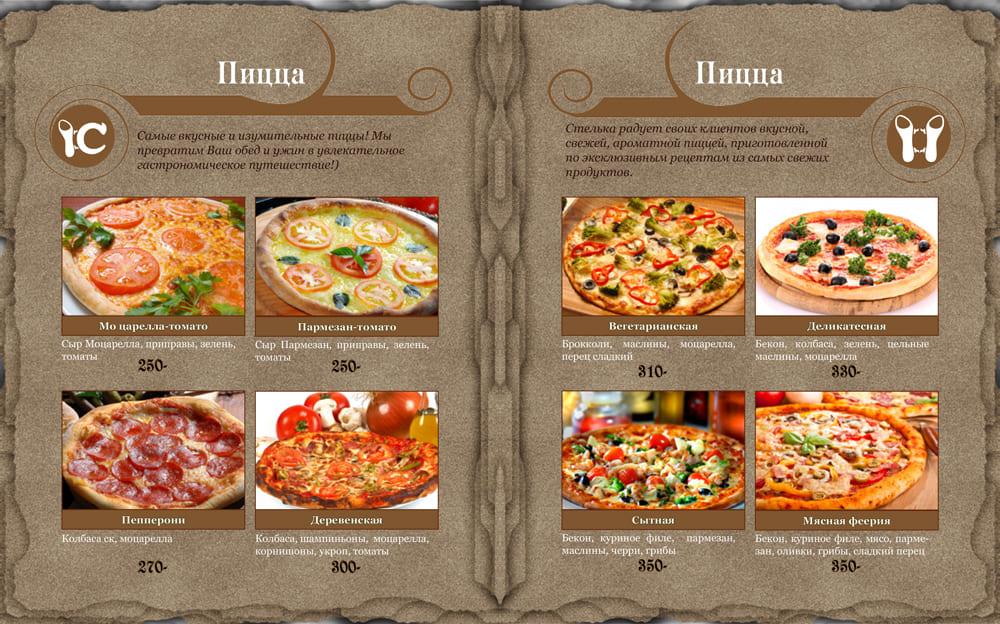 Пицца
С
Самые вкусные и изумительные пиццы! Мы
превратим Ваш обед и ужин в увлекательное
гастрономическое путешествие!)
Мо царелла-томато
Сыр Моцарелла, приправы, зелень,
томаты
250-
Пармезан-томато
Сыр Пармезан, приправы, зелень,
томаты
250-
Пепперони
Колбаса ск, моцарелла
270-
Деревенская
Колбаса, шампиньоны, моцарелла,
корнишоны, укроп, томаты
300-
Пицца
Стелька радует своих клиентов вкусной,
свежей, ароматной пиццей, приготовленной
по эксклюзивным рецептам из самых свежих
продуктов.
Вегетарианская
Брокколи, маслины, моцарелла,
перец сладкий
310-
Деликатесная
Бекон, колбаса, зелень, цельные
маслины, моцарелла
330-
Сытная
Бекон, куриное филе, пармезан,
маслины, черри, грибы
350-
Мясная феерия
Бекон, куриное филе, мясо, парме-
зан, оливки, грибы, сладкий перец
350-